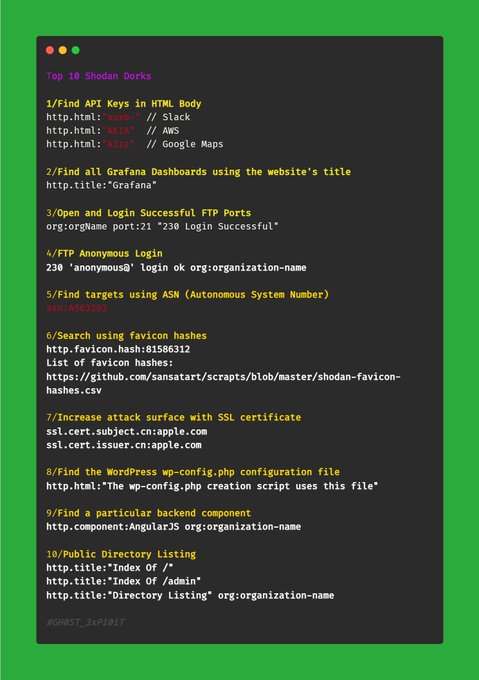 Top 10 Shodan Dorks
1/Find API Keys in HTML Body
http.html:"xoxb-" // Slack
http.html:"AKIA" // AWS
http.html:"AIza" // Google Maps
2/Find all Grafana Dashboards using the website's title
http.title:"Grafana"
3/Open and Login Successful FTP Ports
org:orgName port:21 "230 Login Successful"
4/FTP Anonymous Login
230 'anonymous@' login ok org:organization-name
5/Find targets using ASN (Autonomous System Number)
asn:AS63293
6/Search using favicon hashes
http.favicon.hash:81586312
List of favicon hashes:
https://github.com/sansatart/scrapts/blob/master/shodan-favicon-
hashes.csv
7/Increase attack surface with SSL certificate
ssl.cert.subject.cn:apple.com
ssl.cert.issuer.cn:apple.com
8/Find the WordPress wp-config.php configuration file
http.html:"The wp-config.php creation script uses this file"
9/Find a particular backend component
http.component:AngularJS org:organization-name
10/Public Directory Listing
http.title:"Index Of /"
http.title:"Index Of /admin"
http.title:"Directory Listing" org:organization-name
#GH0ST_3xP10iT